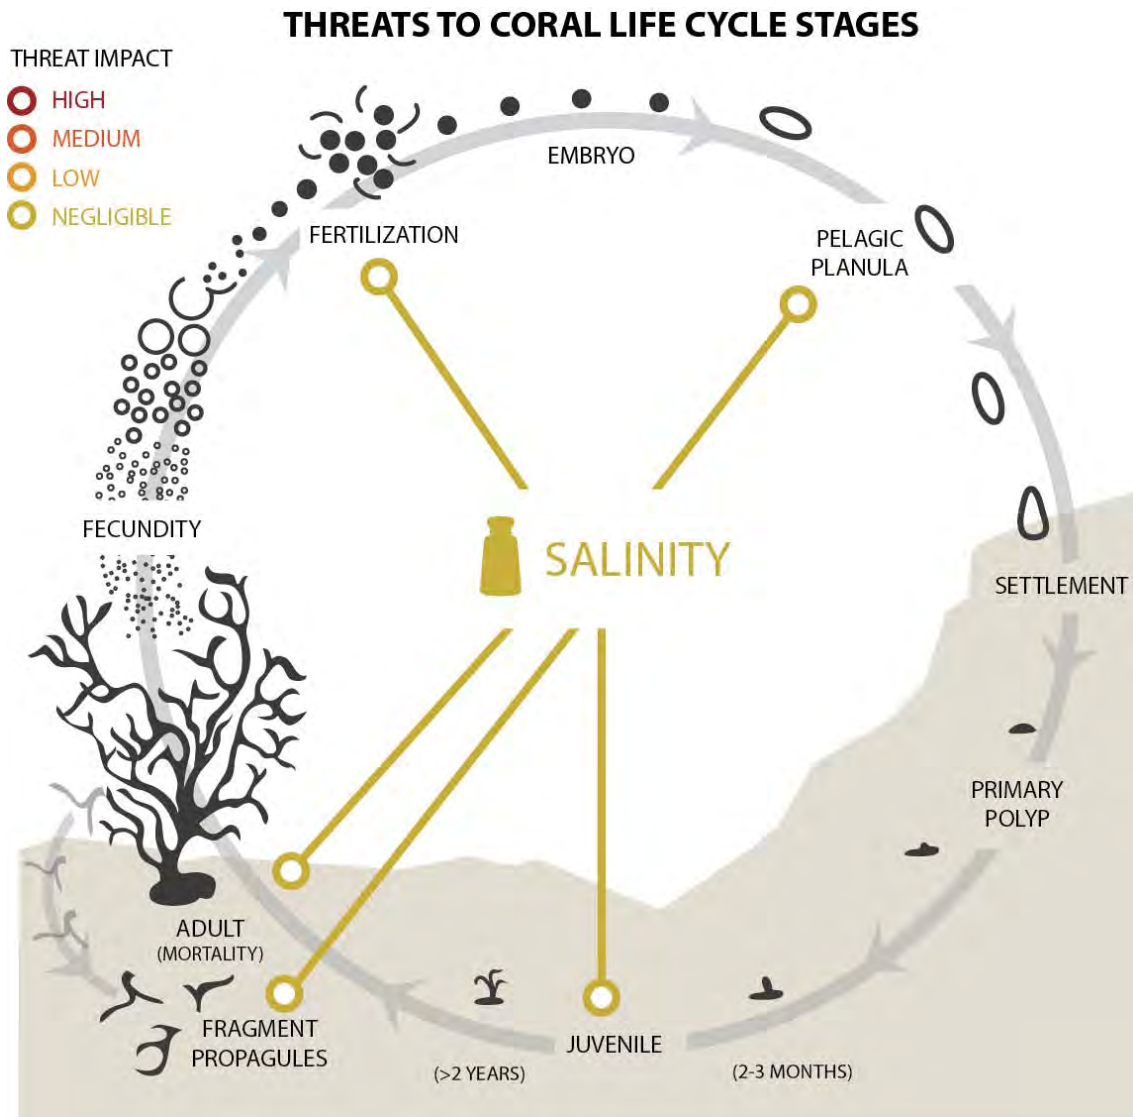 THREATS TO CORAL LIFE CYCLE STAGES
THREAT IMPACT
HIGH
MEDIUM
LOW
NEGLIGIBLE
EMBRYO
FERTILIZATION
PELAGIC
PLANULA
FECUNDITY
SALINITY
SETTLEMENT
PRIMARY
POLYP
ADULT
(MORTALITY)
FRAGMENT
PROPAGULES
JUVENILE
(>2 YEARS)
(2-3 MONTHS)